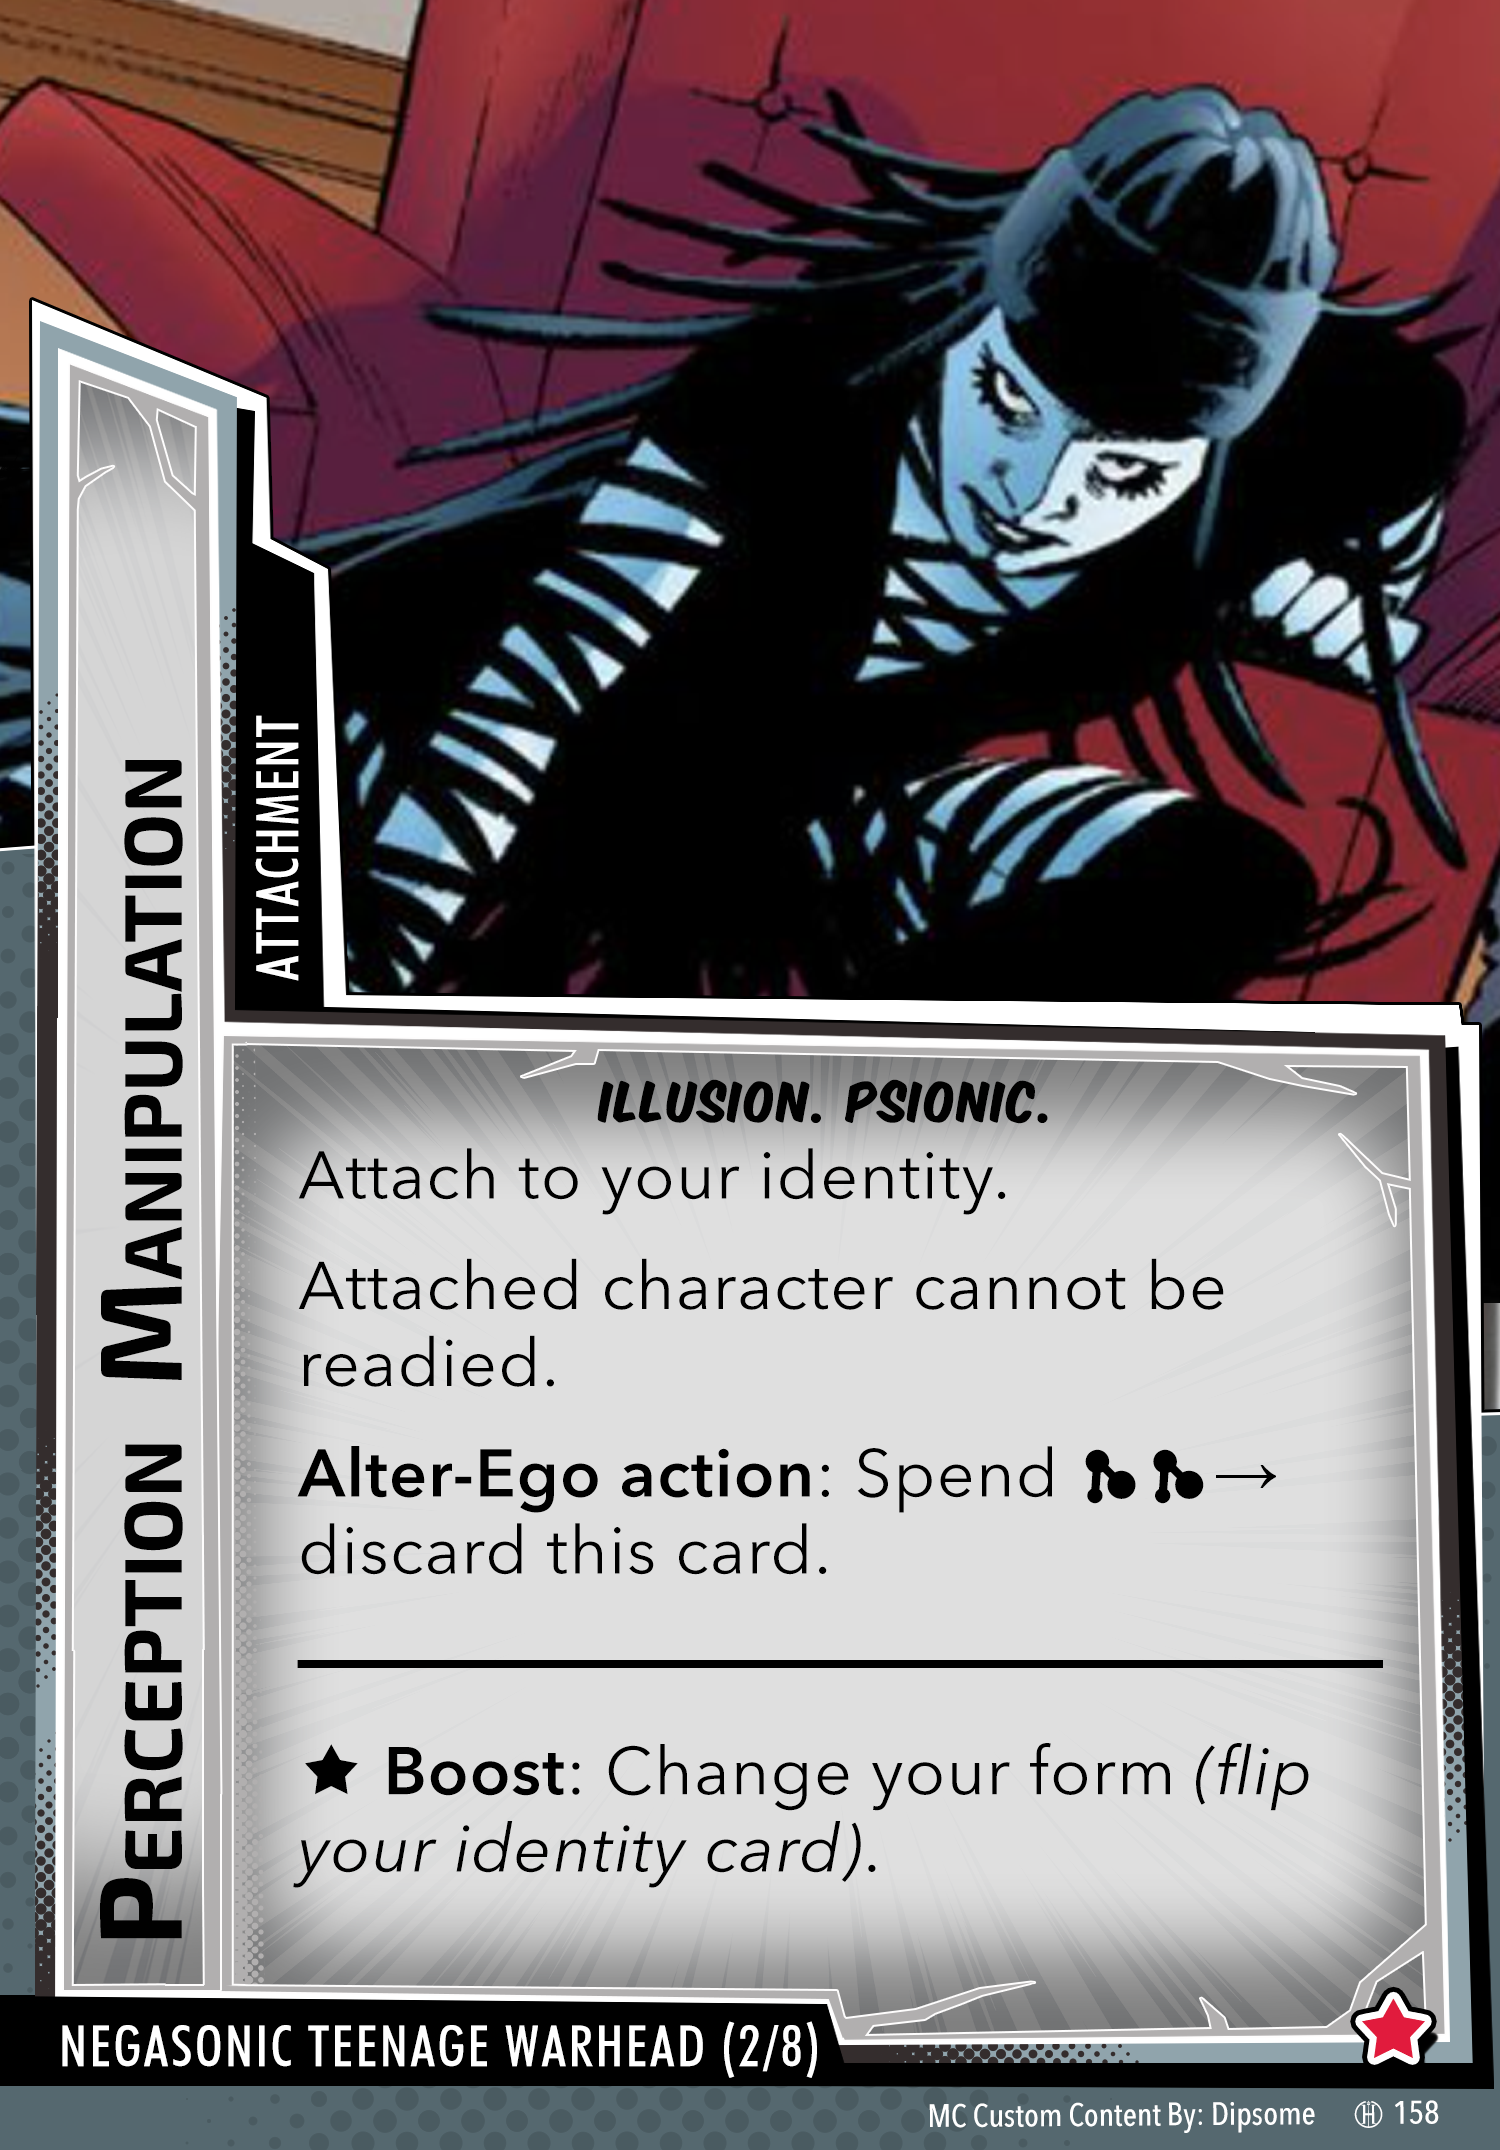 PERCEPTION MANIPULATION
ATTACHMENT
ILLUSION. PSIONIC.
Attach to your identity.
Attached character cannot be
readied.
Alter-Ego action: Spend →
discard this card.
★ Boost: Change your form (flip
your identity card).
NEGASONIC TEENAGE WARHEAD (2/8)
MC Custom Content By: Dipsome 158